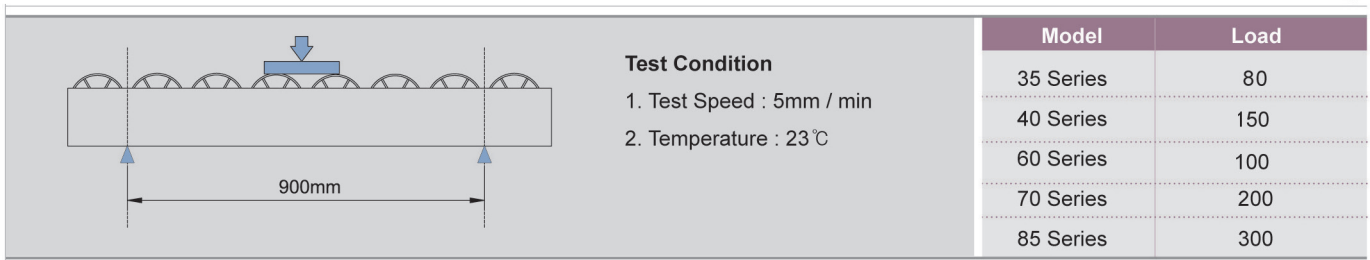 900mm
Test Condition
1. Test Speed : 5mm / min
2. Temperature : 23℃
Model Load
35 Series 80
40 Series 150
60 Series 100
70 Series 200
85 Series 300